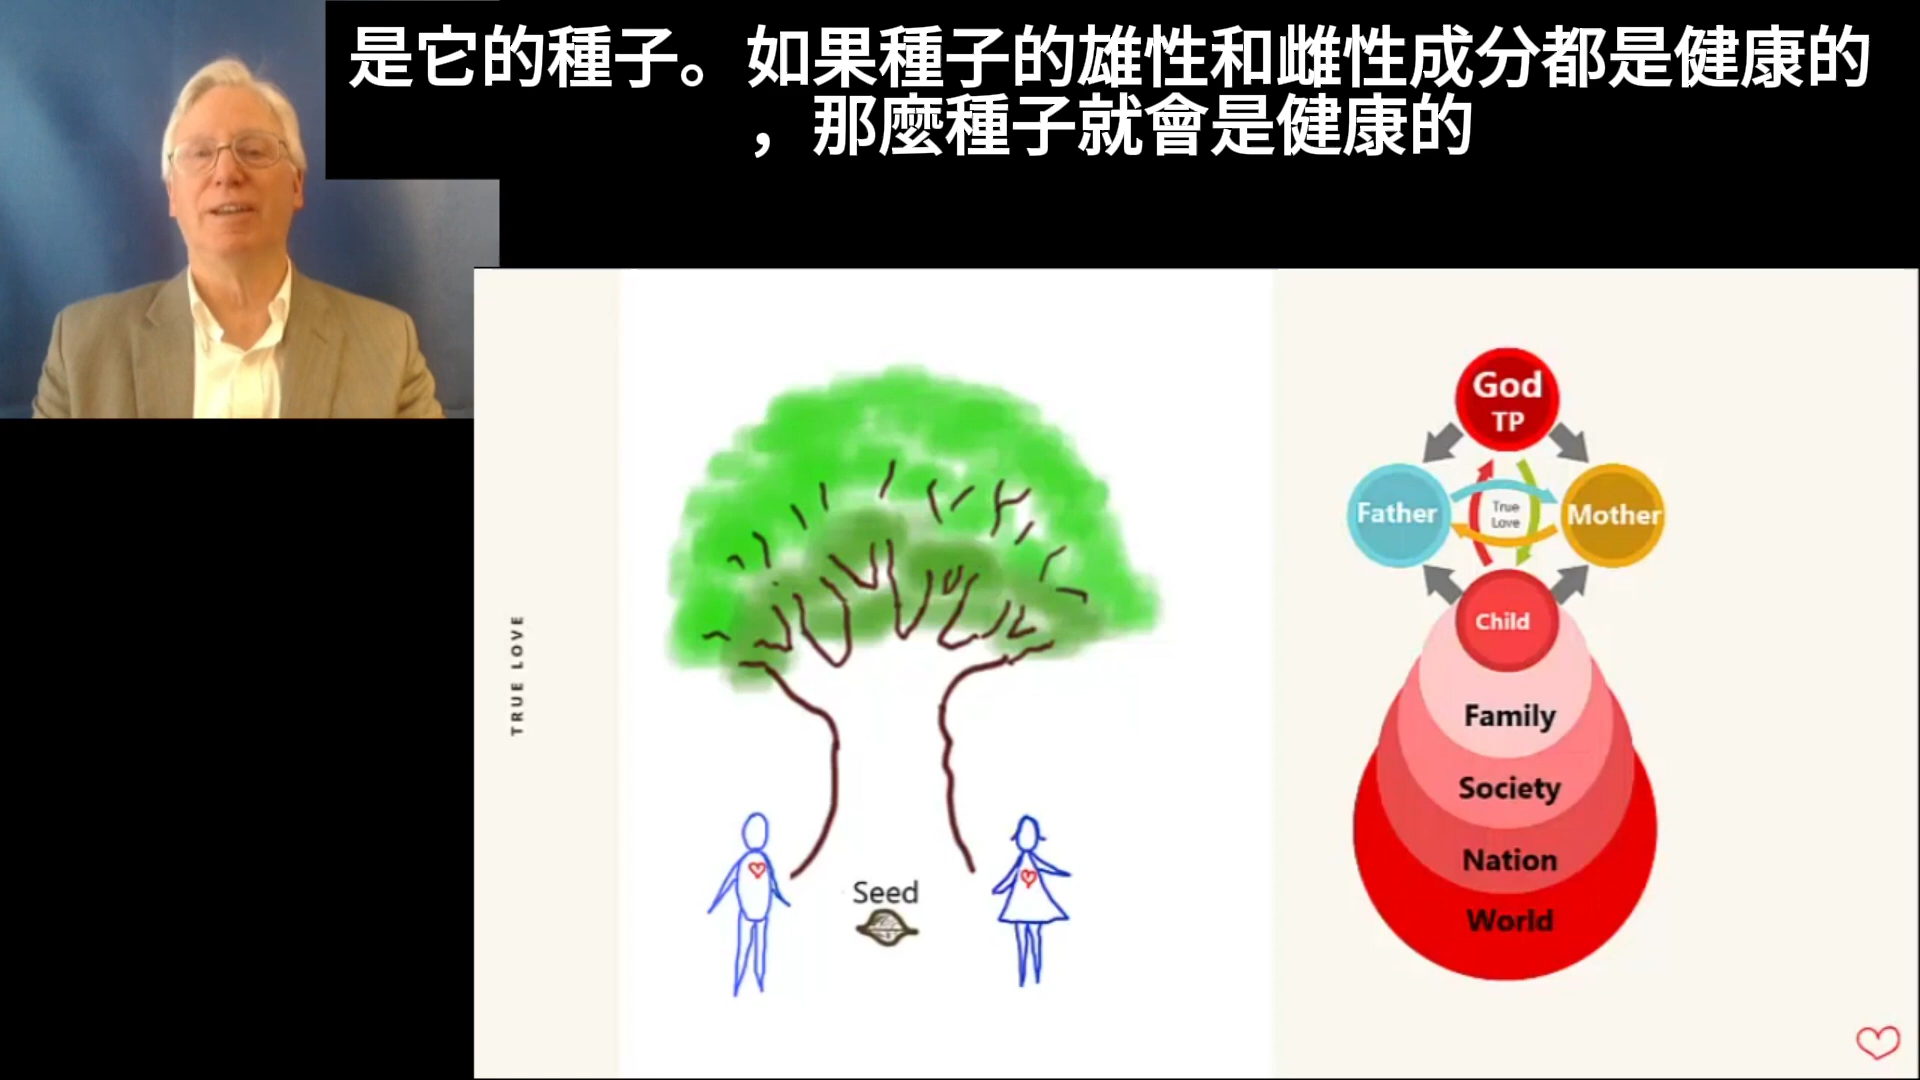 是它的種子。如果種子的雄性和雌性成分都是健康的
，那麼種子就會是健康的
TRUE LOVE
Seed
God
TP
Father
True
Love
Mother
Child
Family
Society
Nation
World